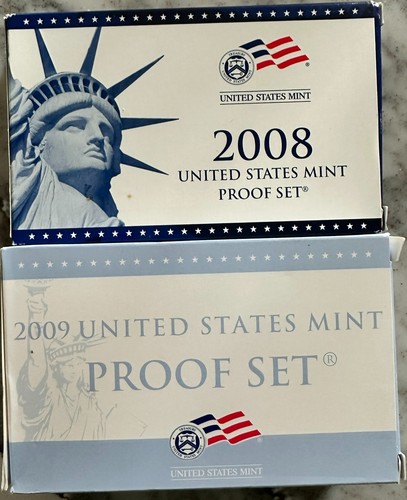 UNITED STATES MINT
2008
UNITED STATES MINT
PROOF SET®
2009 UNITED STATES MINT
PROOF SET®
UNITED STATES MINT